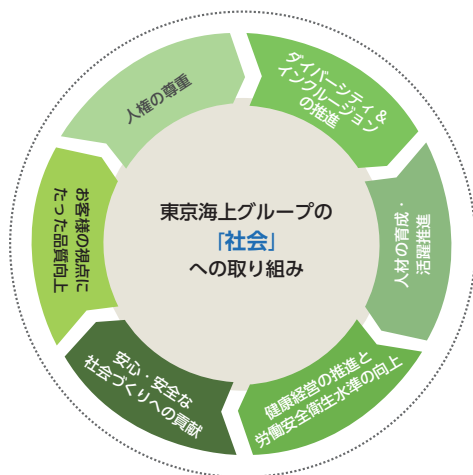 東京海上グループの
「社会」
への取り組み
人権の尊重
ダイバーシティ＆
インクルージョン
の推進
人材の育成・
活躍推進
健康経営の推進と
労働安全衛生水準の向上
安心・安全な
社会づくりへの貢献
お客様の視点に
たった品質向上